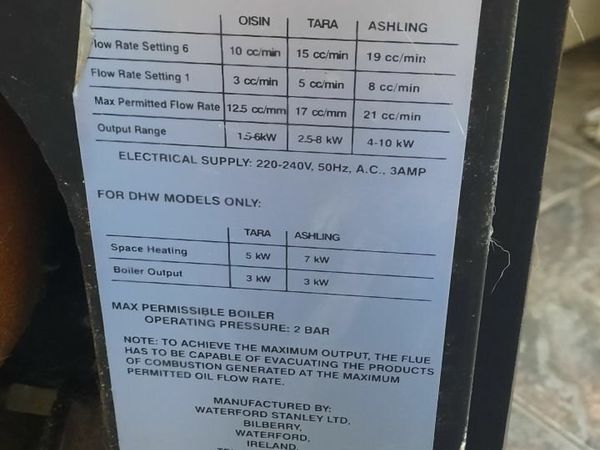 OISIN TARA ASHLING
low Rate Setting 6 10 cc/min 15 cc/min 19 cc/min
Flow Rate Setting 1 3 cc/min 5 cc/min 8 cc/min
Max Permitted Flow Rate 12.5 cc/mm 17 cc/mm 21 cc/min
Output Range 1.5-6kW 2.5-8 kW 4-10 kW
ELECTRICAL SUPPLY: 220-240V, 50Hz, A.C., 3AMP
FOR DHW MODELS ONLY:
TARA ASHLING
Space Heating 5 kW 7 kW
Boiler Output 3 kW 3 kW
MAX PERMISSIBLE BOILER
OPERATING PRESSURE: 2 BAR
NOTE: TO ACHIEVE THE MAXIMUM OUTPUT, THE FLUE
HAS TO BE CAPABLE OF EVACUATING THE PRODUCTS
OF COMBUSTION GENERATED AT THE MAXIMUM
PERMITTED OIL FLOW RATE.
MANUFACTURED BY:
WATERFORD STANLEY LTD,
BILBERRY,
WATERFORD,
IRELAND.